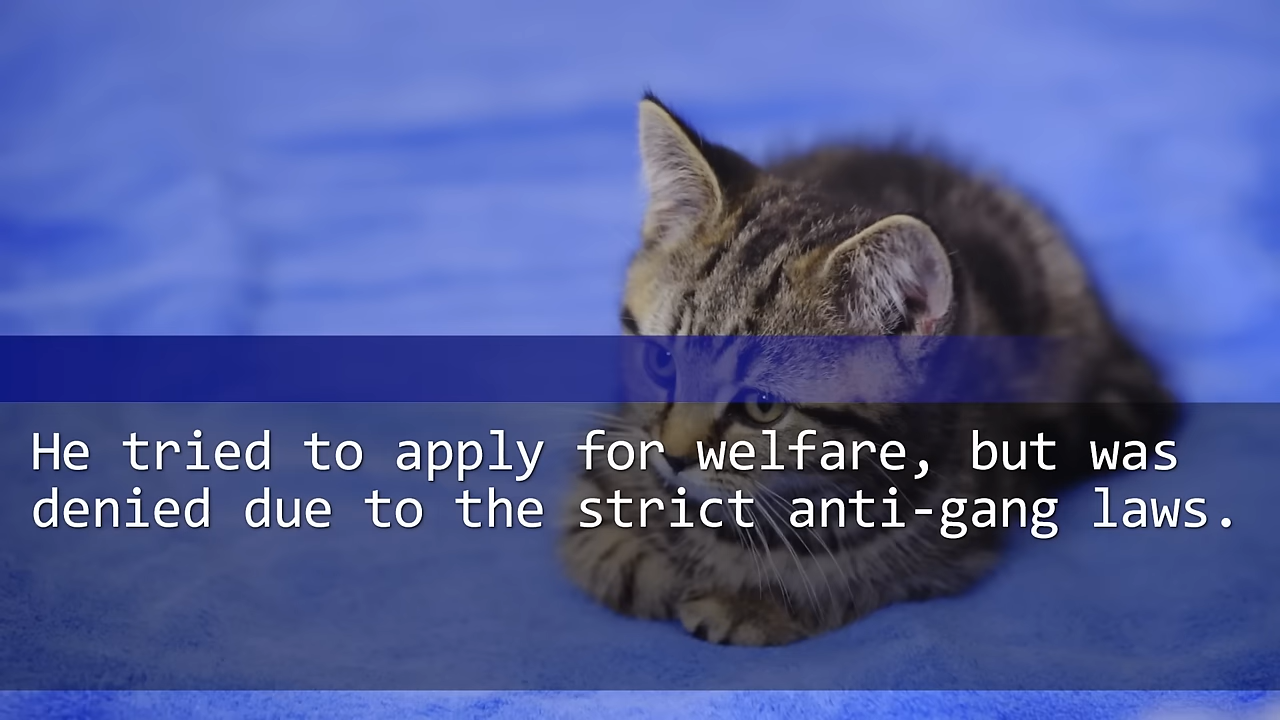 He tried to apply for welfare, but was
denied due to the strict anti-gang laws.